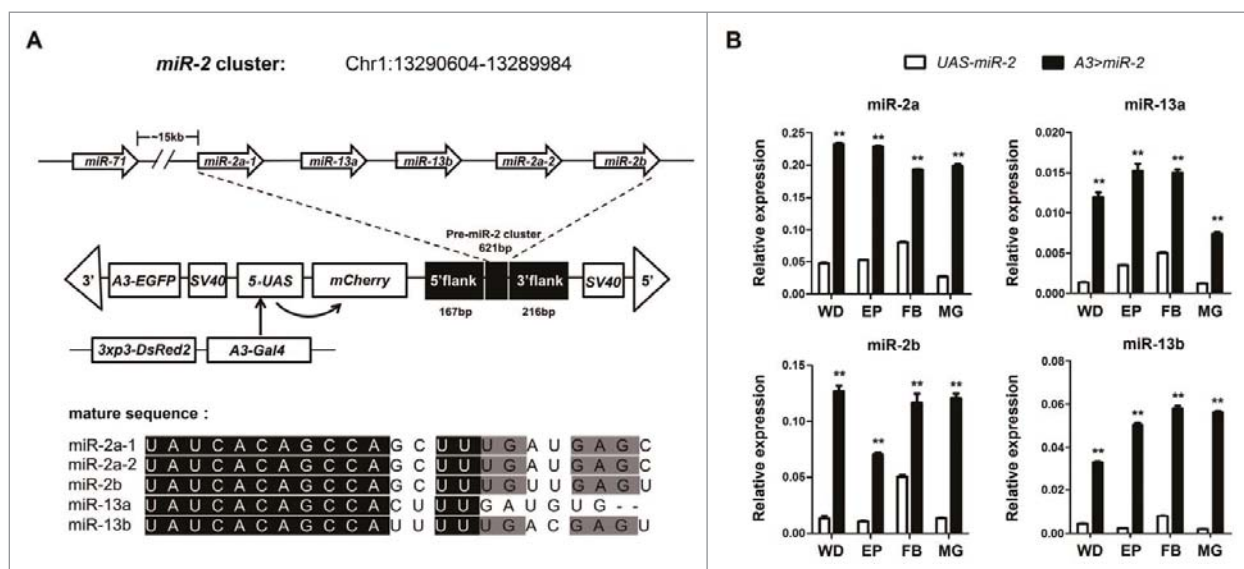 A
miR-2 cluster: Chr1:13290604-13289984
~15kb
miR-71 miR-2a-1 miR-13a miR-13b miR-2a-2 miR-2b
Pre-miR-2 cluster
621bp
3' A3-EGFP SV40 5×UAS mCherry 5'flank 3'flank SV40 5'
167bp 216bp
3xp3-DsRed2 A3-Gal4
mature sequence :
miR-2a-1 U A U C A C A G C C A G C U U U G A U G A G C
miR-2a-2 U A U C A C A G C C A G C U U U G A U G A G C
miR-2b U A U C A C A G C C A G C U U U G U U G A G U
miR-13a U A U C A C A G C C A C U U U G A U G U G - -
miR-13b U A U C A C A G C C A U U U U U G A C G A G U
B
UAS-miR-2 A3>miR-2
miR-2a
Relative expression
0.25
0.20
0.15
0.10
0.05
0.00
** ** ** **
WD EP FB MG
miR-13a
Relative expression
0.020
0.015
0.010
0.005
0.000
** ** ** **
WD EP FB MG
miR-2b
Relative expression
0.15
0.10
0.05
0.00
** ** ** **
WD EP FB MG
miR-13b
Relative expression
0.08
0.06
0.04
0.02
0.00
** ** ** **
WD EP FB MG